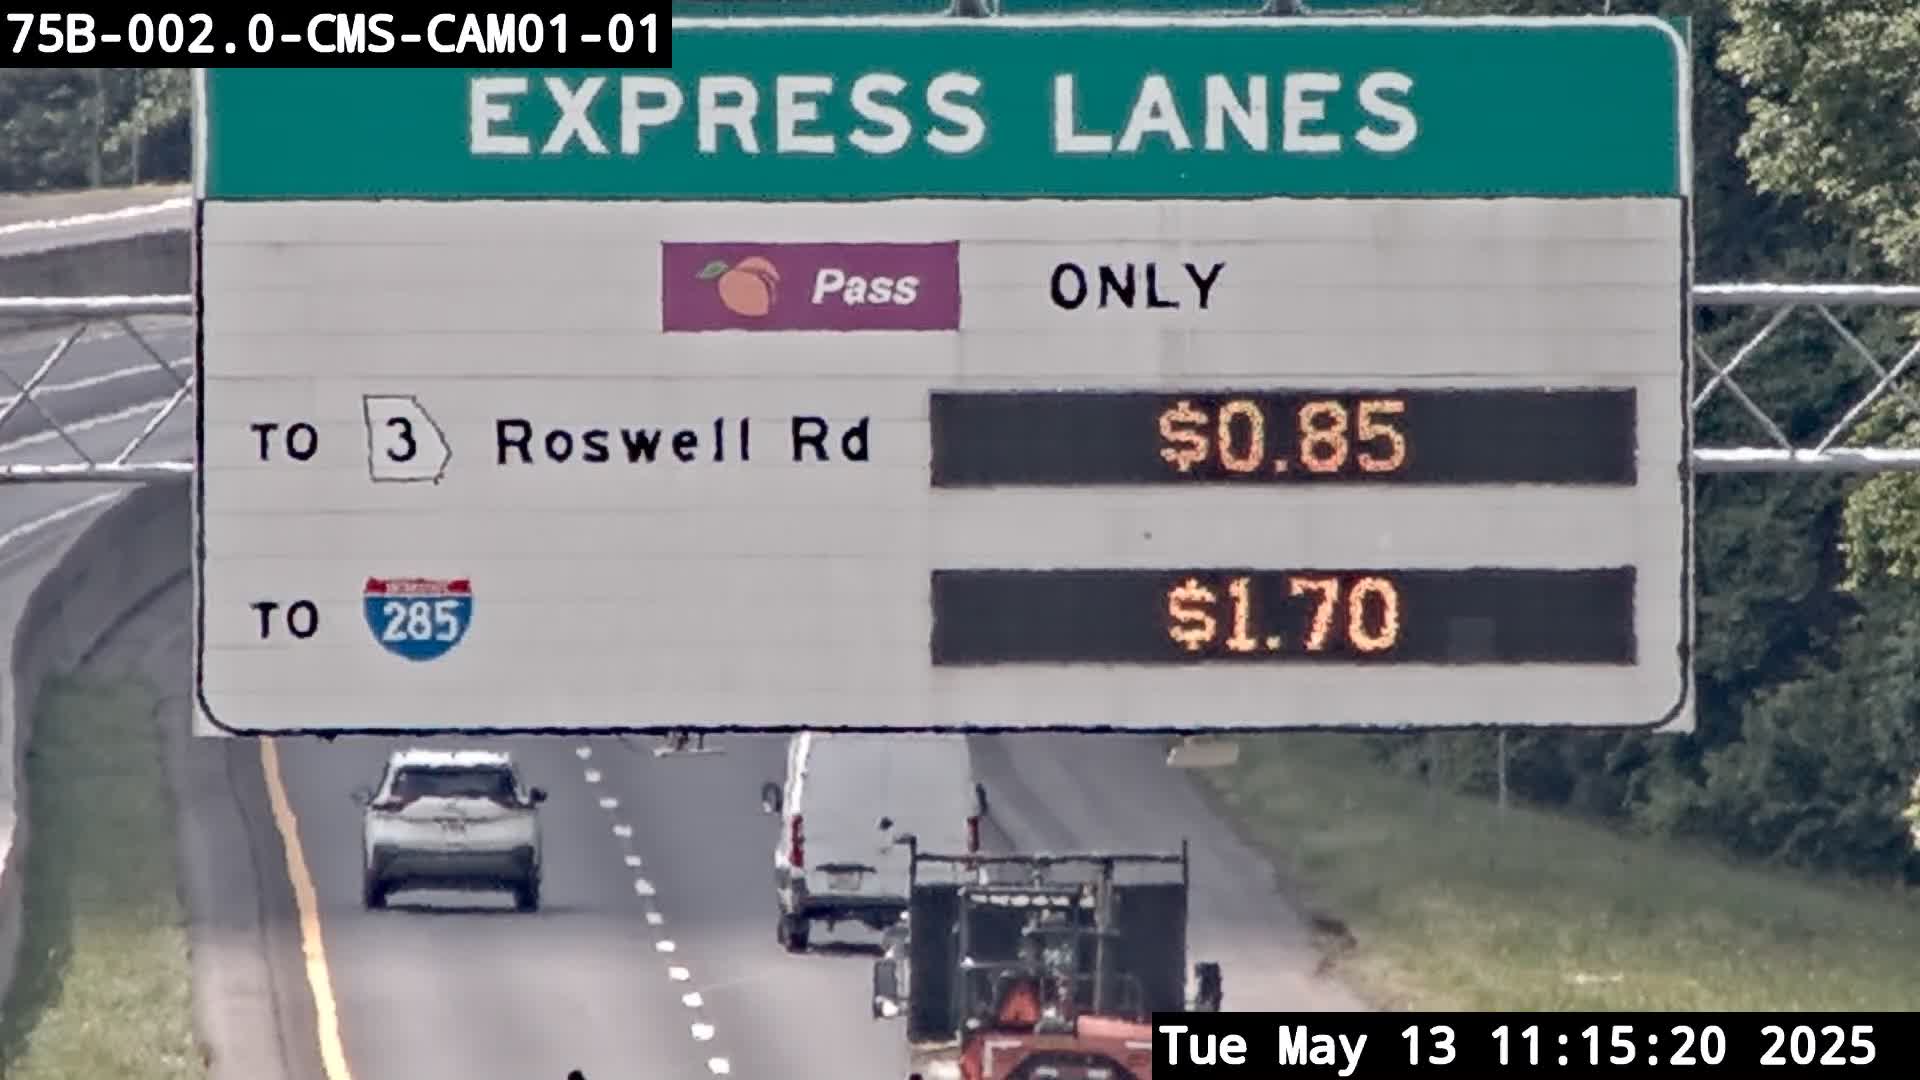 75B-002.0-CMS-CAM01-01
EXPRESS LANES
Pass ONLY
TO 3 Roswell Rd $0.85
TO 285 $1.70
Tue May 13 11:15:20 2025